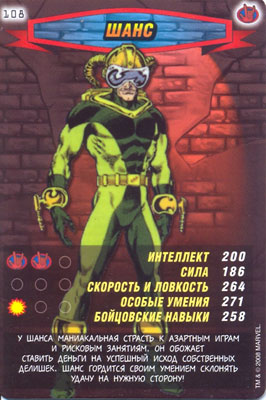 108
ШАНС
ИНТЕЛЛЕКТ 200
СИЛА 186
СКОРОСТЬ И ЛОВКОСТЬ 264
ОСОБЫЕ УМЕНИЯ 271
БОЙЦОВСКИЕ НАВЫКИ 258
У ШАНСА МАНИАКАЛЬНАЯ СТРАСТЬ К АЗАРТНЫМ ИГРАМ
И РИСКОВЫМ ЗАНЯТИЯМ. ОН ОБОЖАЕТ
СТАВИТЬ ДЕНЬГИ НА УСПЕШНЫЙ ИСХОД СОБСТВЕННЫХ
ДЕЛИШЕК. ШАНС ГОРДИТСЯ СВОИМ УМЕНИЕМ СКЛОНЯТЬ
УДАЧУ НА НУЖНУЮ СТОРОНУ!
TM & © 2008 MARVEL